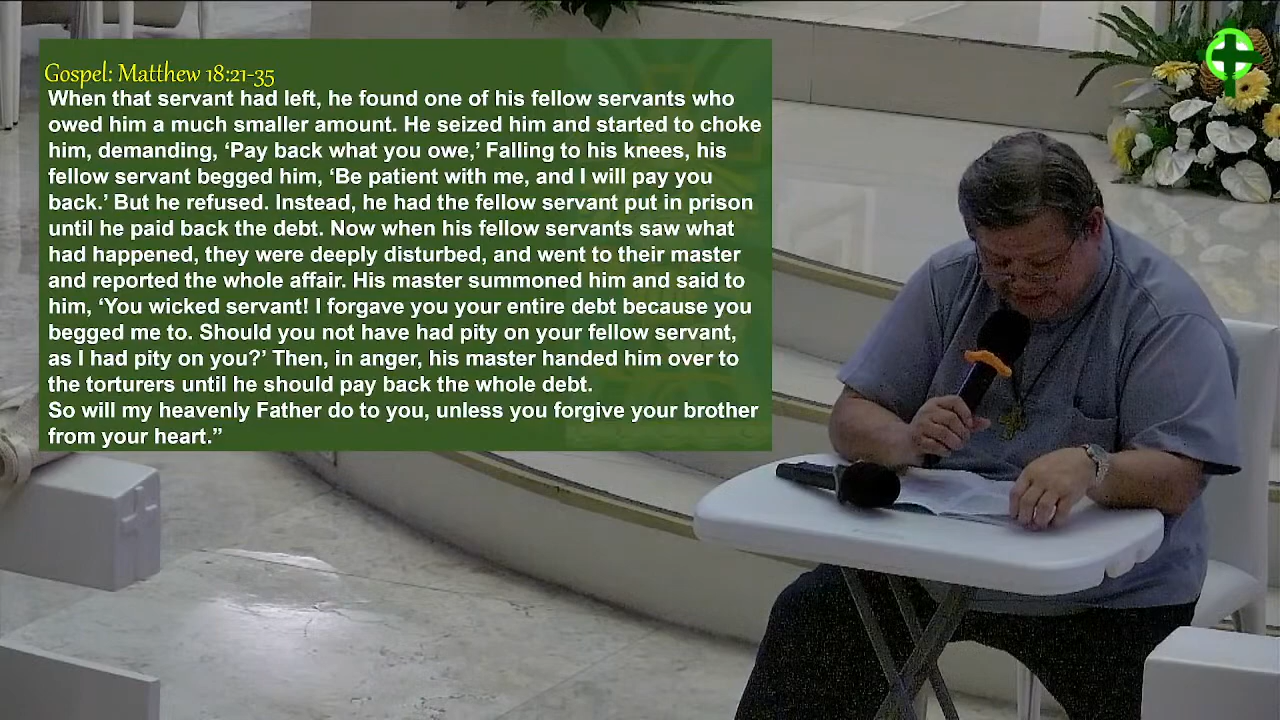 Gospel: Matthew 18:21-35
When that servant had left, he found one of his fellow servants who
owed him a much smaller amount. He seized him and started to choke
him, demanding, ‘Pay back what you owe,’ Falling to his knees, his
fellow servant begged him, ‘Be patient with me, and I will pay you
back.’ But he refused. Instead, he had the fellow servant put in prison
until he paid back the debt. Now when his fellow servants saw what
had happened, they were deeply disturbed, and went to their master
and reported the whole affair. His master summoned him and said to
him, ‘You wicked servant! I forgave you your entire debt because you
begged me to. Should you not have had pity on your fellow servant,
as I had pity on you?’ Then, in anger, his master handed him over to
the torturers until he should pay back the whole debt.
So will my heavenly Father do to you, unless you forgive your brother
from your heart.”